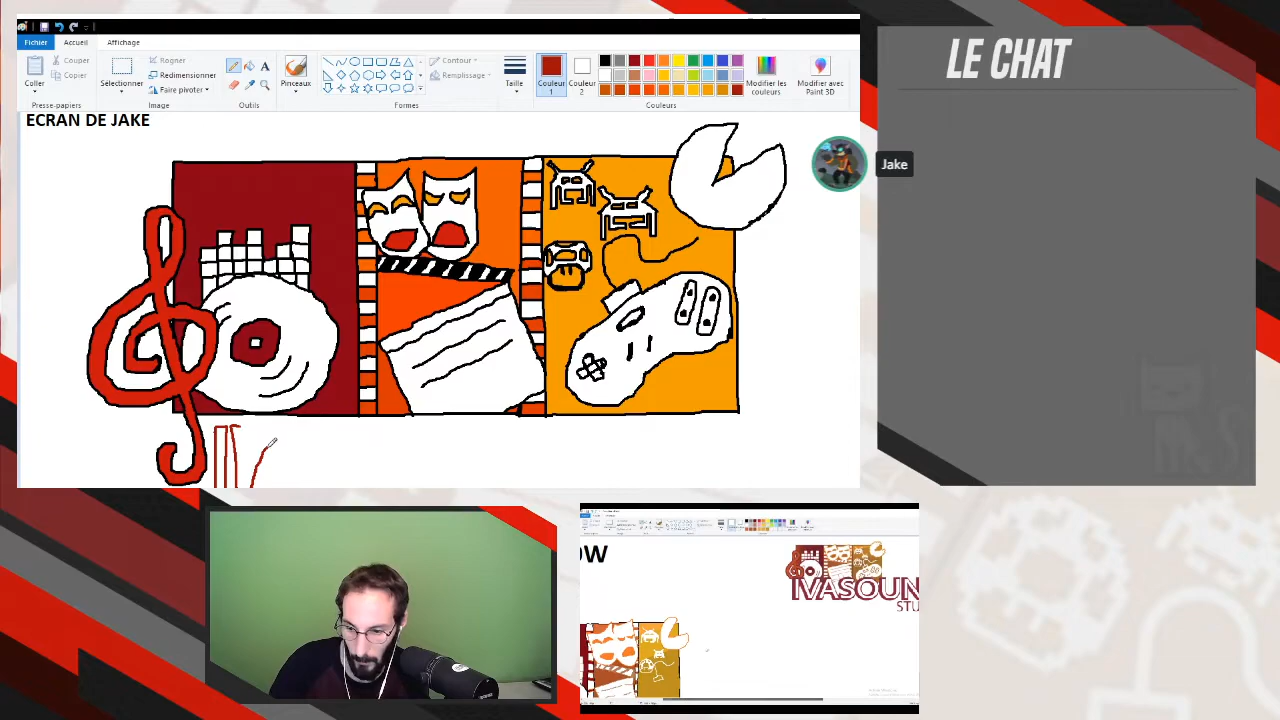 Fichier Accueil Affichage
Coller
Couper
Copier
Presse-papiers
Sélectionner
Rogner
Redimensionner
Faire pivoter
Image
Outils
Pinceaux
Contour
Remplissage
Formes
Taille
Couleur 1
Couleur 2
Modifier les couleurs
Modifier avec Paint 3D
Couleurs
ECRAN DE JAKE
Jake
LE CHAT
OW
IVASOUN
STU